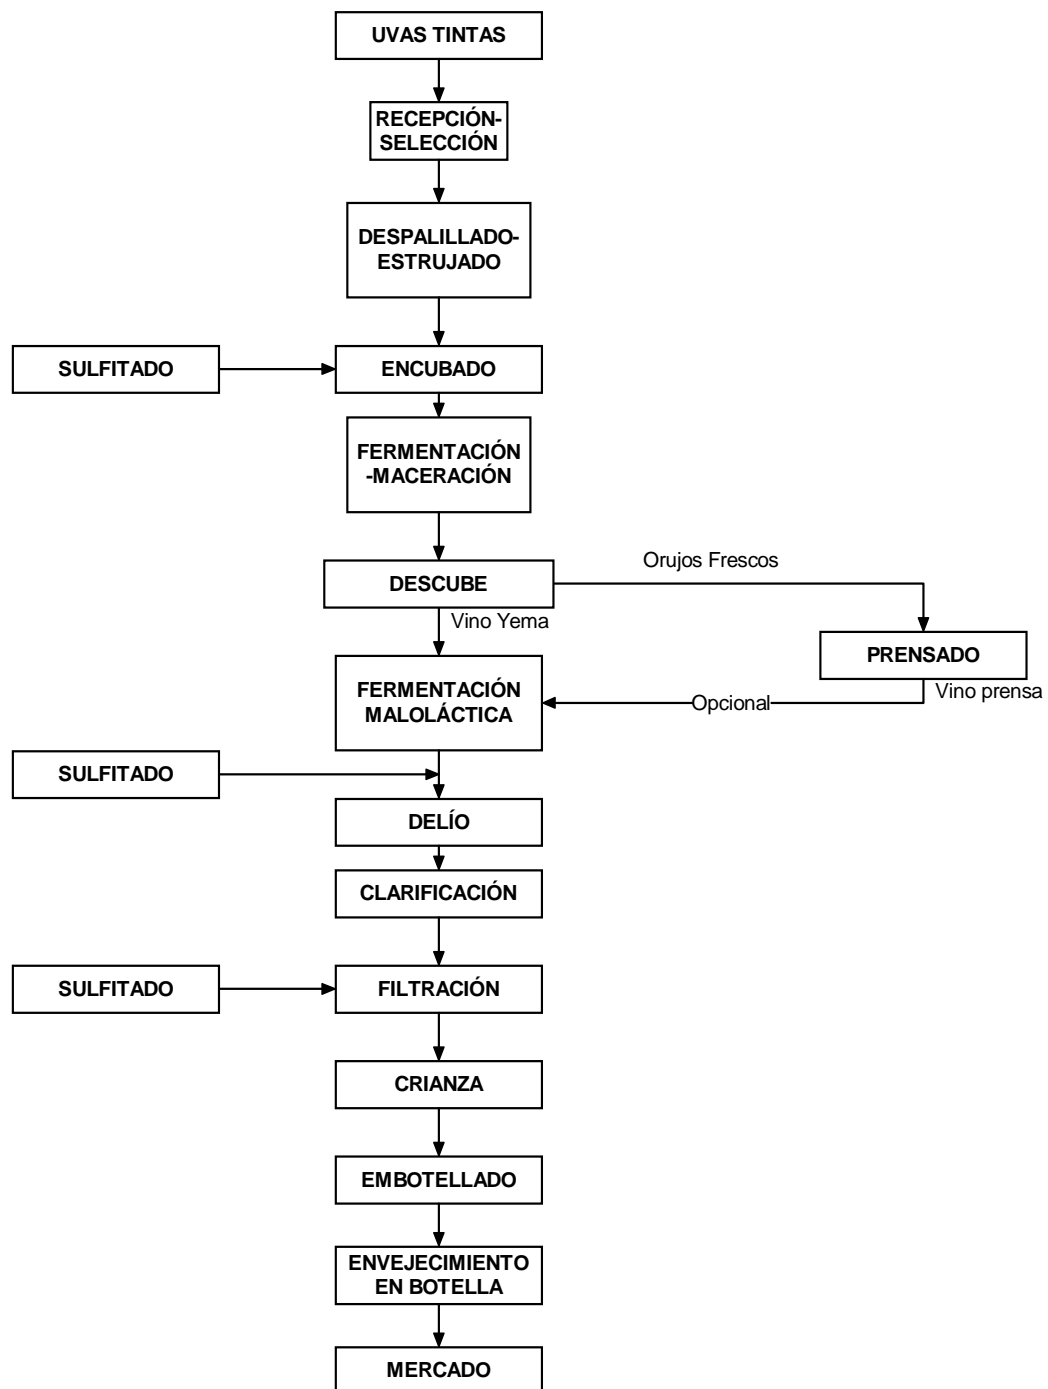 UVAS TINTAS
RECEPCIÓN-
SELECCIÓN
DESPALILLADO-
ESTRUJADO
SULFITADO
ENCUBADO
FERMENTACIÓN
-MACERACIÓN
Orujos Frescos
DESCUBE
Vino Yema
PRENSADO
Vino prensa
FERMENTACIÓN
MALOLÁCTICA
Opcional
SULFITADO
DELÍO
CLARIFICACIÓN
SULFITADO
FILTRACIÓN
CRIANZA
EMBOTELLADO
ENVEJECIMIENTO
EN BOTELLA
MERCADO